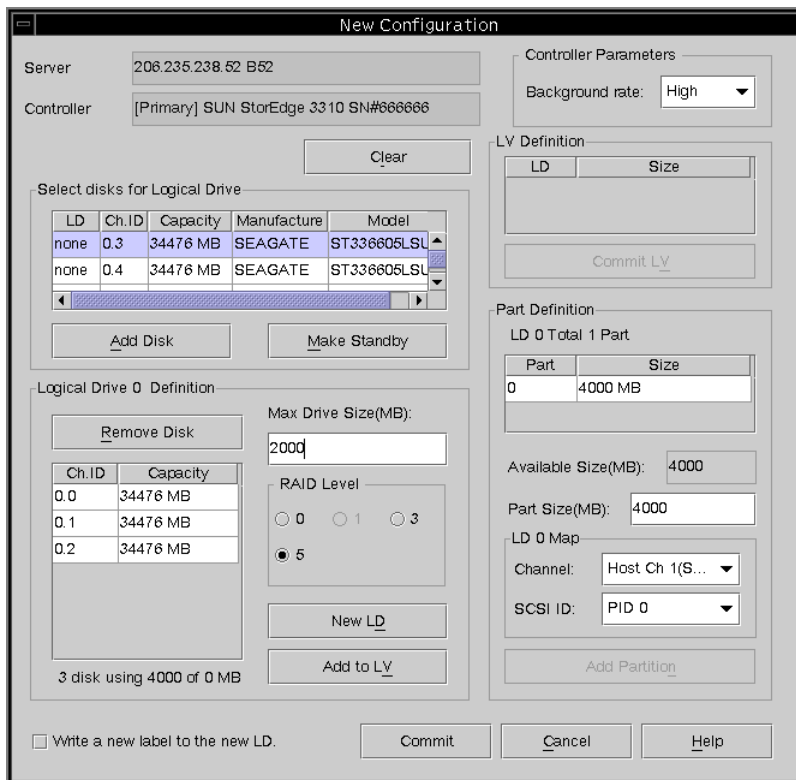 New Configuration
Server
206.235.238.52 B52
Controller
[Primary] SUN StorEdge 3310 SN#666666
Controller Parameters
Background rate:
High
Clear
Select disks for Logical Drive
LD Ch.ID Capacity Manufacture Model
none 0.3 34476 MB SEAGATE ST336605LSU
none 0.4 34476 MB SEAGATE ST336605LSU
Add Disk
Make Standby
LV Definition
LD Size
Commit LV
Logical Drive 0 Definition
Remove Disk
Ch.ID Capacity
0.0 34476 MB
0.1 34476 MB
0.2 34476 MB
3 disk using 4000 of 0 MB
Max Drive Size(MB):
2000
RAID Level
0 1 3
5
New LD
Add to LV
Part Definition
LD 0 Total 1 Part
Part Size
0 4000 MB
Available Size(MB): 4000
Part Size(MB): 4000
LD 0 Map
Channel: Host Ch 1(S...
SCSI ID: PID 0
Add Partition
Write a new label to the new LD.
Commit
Cancel
Help